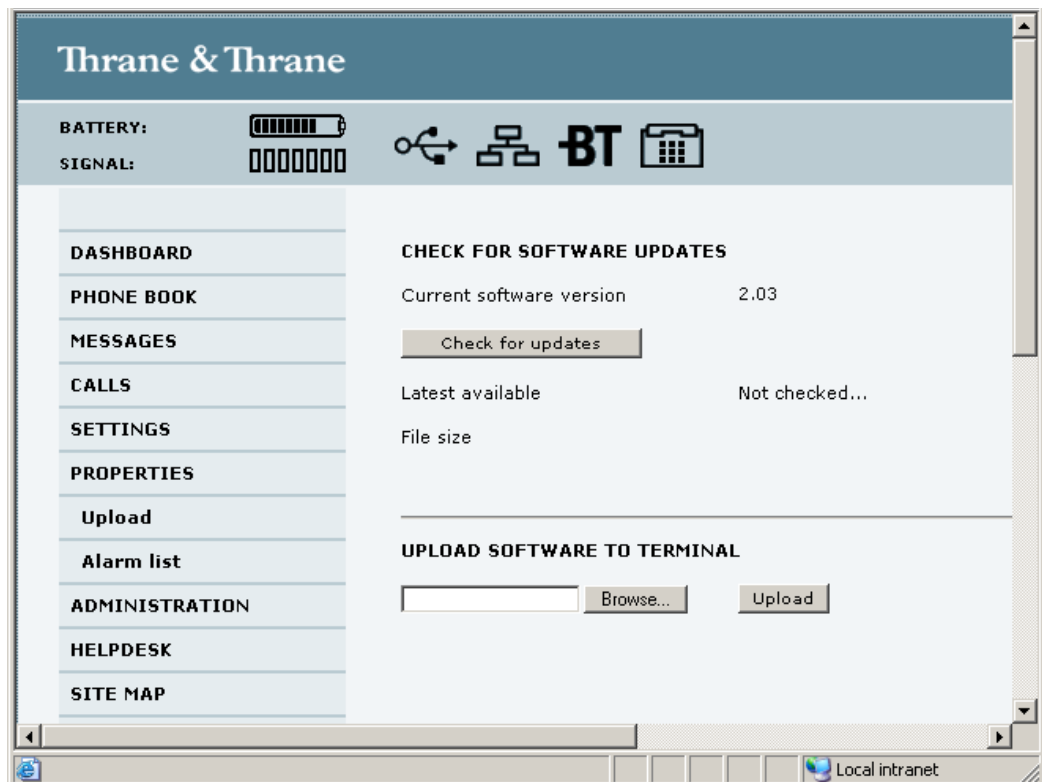 Thrane & Thrane
BATTERY:
SIGNAL:
BT
DASHBOARD
PHONE BOOK
MESSAGES
CALLS
SETTINGS
PROPERTIES
Upload
Alarm list
ADMINISTRATION
HELPDESK
SITE MAP
CHECK FOR SOFTWARE UPDATES
Current software version 2.03
Check for updates
Latest available Not checked...
File size
UPLOAD SOFTWARE TO TERMINAL
Browse... Upload
Local intranet